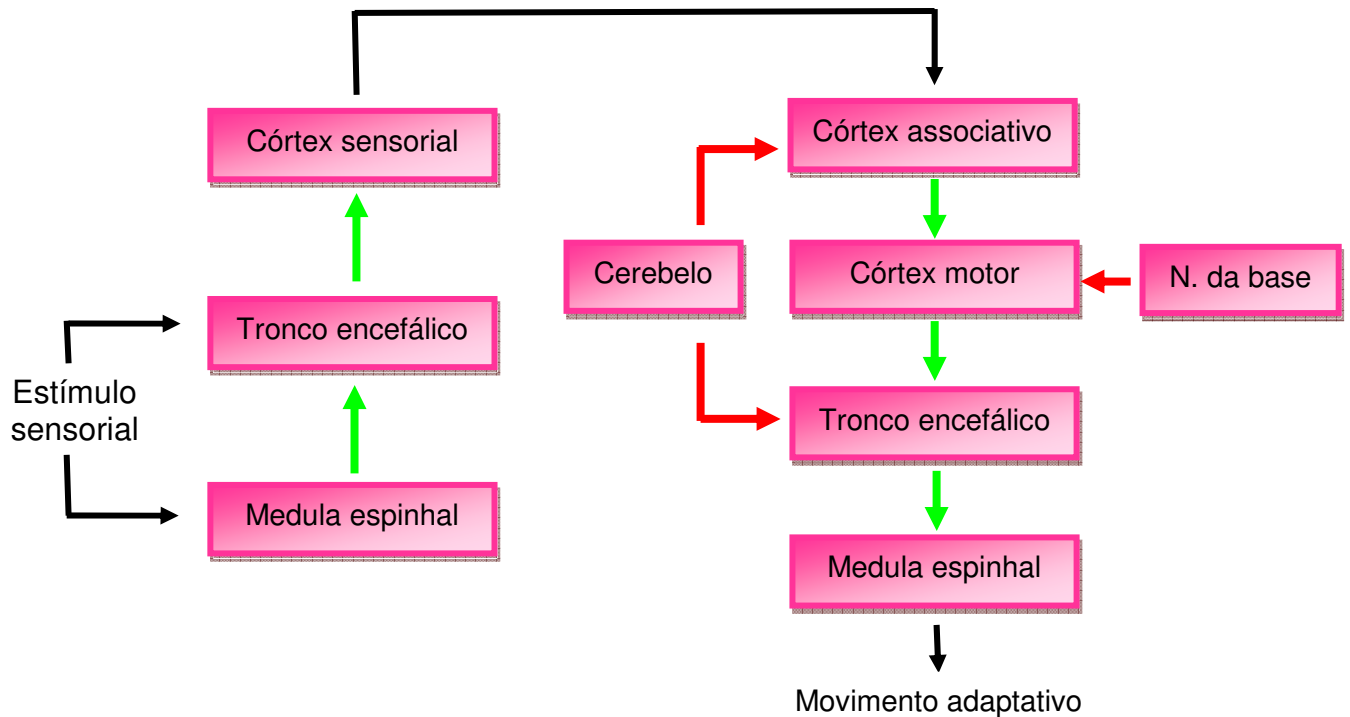 Córtex sensorial
Tronco encefálico
Estímulo
sensorial
Medula espinhal
Córtex associativo
Cerebelo
Córtex motor
N. da base
Tronco encefálico
Medula espinhal
Movimento adaptativo